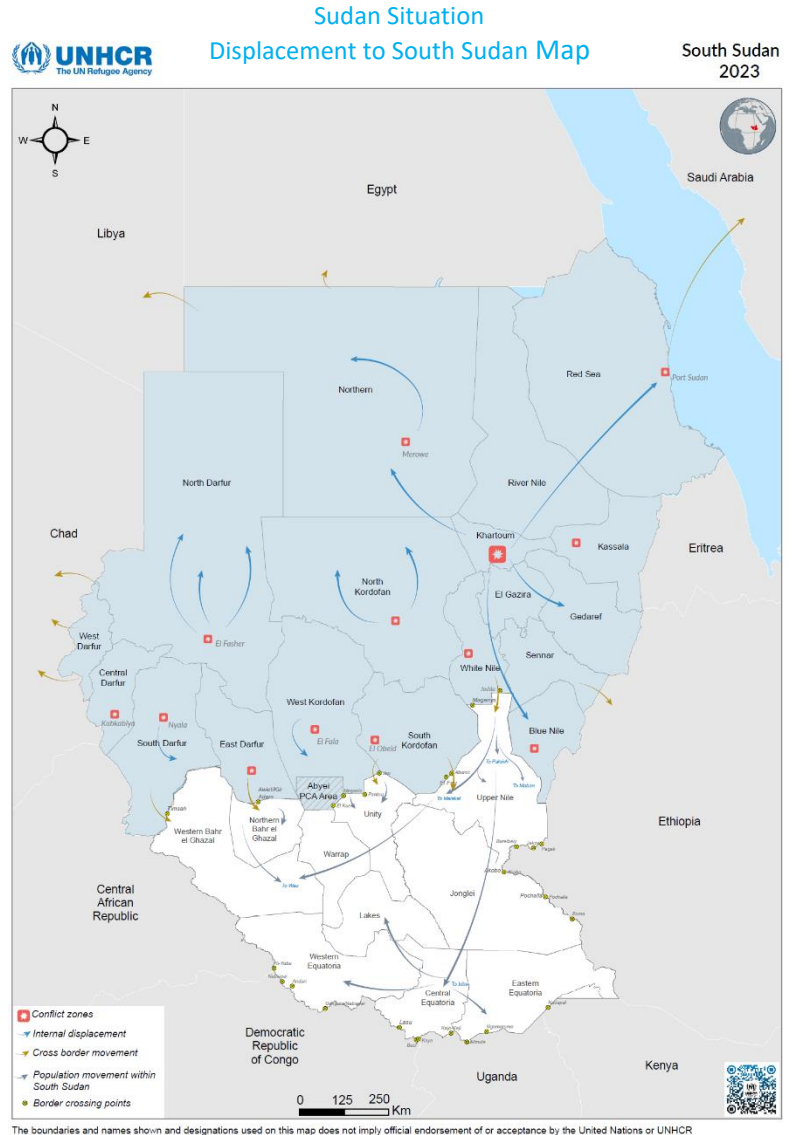 Sudan Situation
Displacement to South Sudan Map
UNHCR
The UN Refugee Agency
South Sudan
2023
N
W
E
S
Saudi Arabia
Egypt
Libya
Red Sea
Port Sudan
Northern
Merowe
North Darfur
River Nile
Chad
Khartoum
Kassala
Eritrea
North
Kordofan
El Gazira
Gedaref
El Fasher
West
Darfur
Sennar
White Nile
Central
Darfur
West Kordofan
South
Kordofan
Blue Nile
Nyala
South Darfur
East Darfur
El Fula
El Obeid
Abyei
PCA Area
Upper Nile
To Malakal
Unity
Western Bahr
el Ghazal
Northern
Bahr el
Ghazal
Ethiopia
Warrap
To Wau
Jonglei
Pochalla
Central
African
Republic
Lakes
Western
Equatoria
Central
Equatoria
To Juba
Eastern
Equatoria
Conflict zones
Internal displacement
Cross border movement
Population movement within
South Sudan
Border crossing points
Democratic
Republic
of Congo
Uganda
Kenya
0 125 250
Km
The boundaries and names shown and designations used on this map does not imply official endorsement of or acceptance by the United Nations or UNHCR